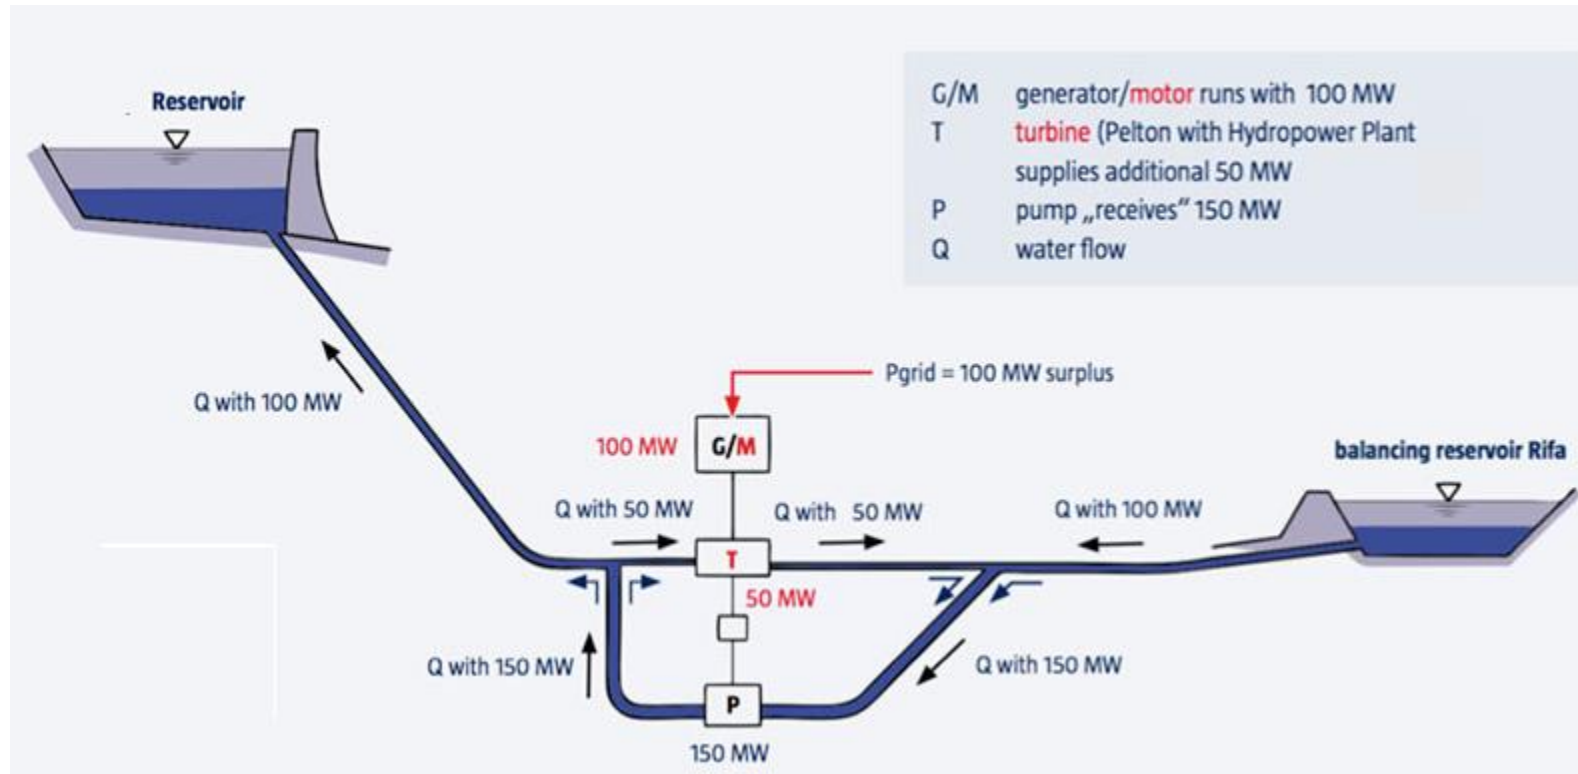 Reservoir
G/M generator/motor runs with 100 MW
T turbine (Pelton with Hydropower Plant
supplies additional 50 MW
P pump „receives“ 150 MW
Q water flow
Pgrid = 100 MW surplus
Q with 100 MW
100 MW G/M
balancing reservoir Rifa
Q with 50 MW
Q with 50 MW
Q with 100 MW
T
50 MW
Q with 150 MW
Q with 150 MW
P
150 MW